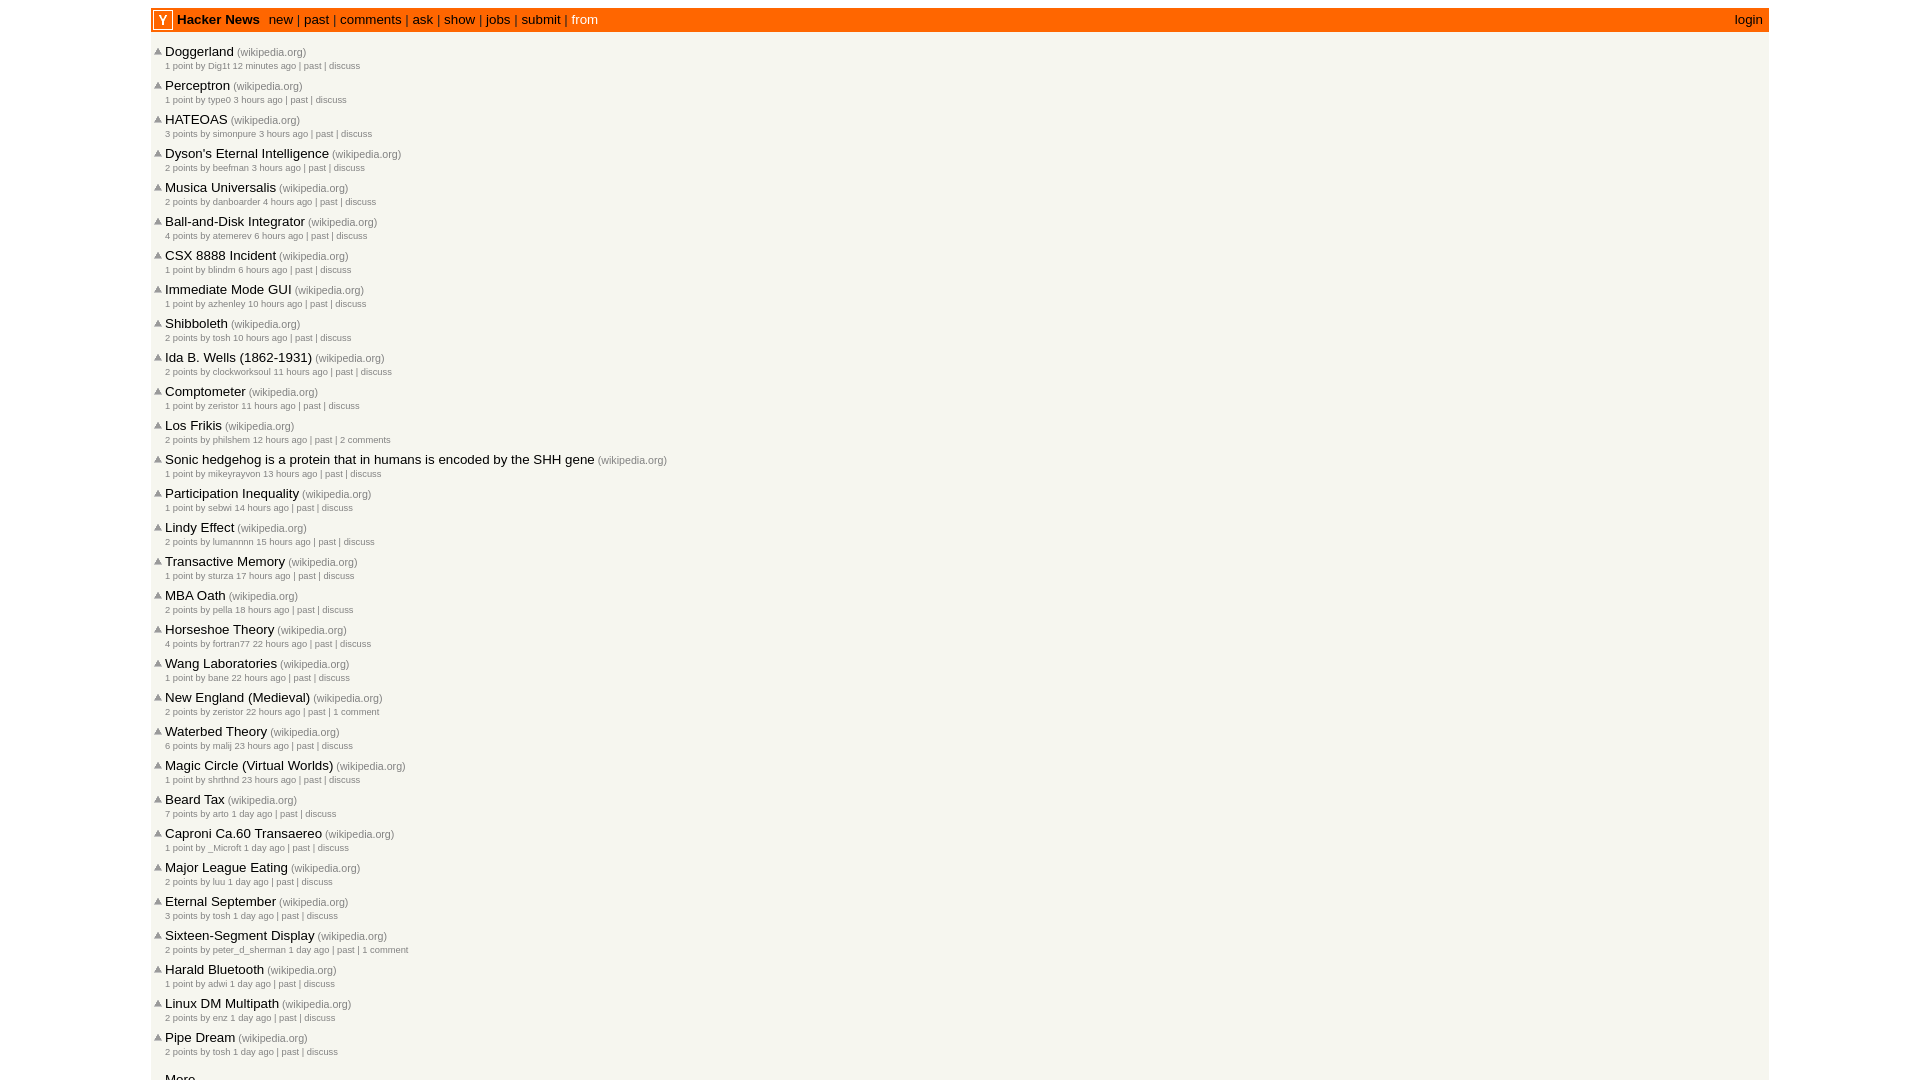 Y Hacker News new | past | comments | ask | show | jobs | submit | from login
Doggerland (wikipedia.org)
1 point by Dig1t 12 minutes ago | past | discuss
Perceptron (wikipedia.org)
1 point by type0 3 hours ago | past | discuss
HATEOAS (wikipedia.org)
3 points by simonpure 3 hours ago | past | discuss
Dyson's Eternal Intelligence (wikipedia.org)
2 points by beefman 3 hours ago | past | discuss
Musica Universalis (wikipedia.org)
2 points by danboarder 4 hours ago | past | discuss
Ball-and-Disk Integrator (wikipedia.org)
4 points by atemerev 6 hours ago | past | discuss
CSX 8888 Incident (wikipedia.org)
1 point by blindm 6 hours ago | past | discuss
Immediate Mode GUI (wikipedia.org)
1 point by azhenley 10 hours ago | past | discuss
Shibboleth (wikipedia.org)
2 points by tosh 10 hours ago | past | discuss
Ida B. Wells (1862-1931) (wikipedia.org)
2 points by clockworksoul 11 hours ago | past | discuss
Comptometer (wikipedia.org)
1 point by zeristor 11 hours ago | past | discuss
Los Frikis (wikipedia.org)
2 points by philshem 12 hours ago | past | 2 comments
Sonic hedgehog is a protein that in humans is encoded by the SHH gene (wikipedia.org)
1 point by mikeyrayvon 13 hours ago | past | discuss
Participation Inequality (wikipedia.org)
1 point by sebwi 14 hours ago | past | discuss
Lindy Effect (wikipedia.org)
2 points by lumannnn 15 hours ago | past | discuss
Transactive Memory (wikipedia.org)
1 point by sturza 17 hours ago | past | discuss
MBA Oath (wikipedia.org)
2 points by pella 18 hours ago | past | discuss
Horseshoe Theory (wikipedia.org)
4 points by fortran77 22 hours ago | past | discuss
Wang Laboratories (wikipedia.org)
1 point by bane 22 hours ago | past | discuss
New England (Medieval) (wikipedia.org)
2 points by zeristor 22 hours ago | past | 1 comment
Waterbed Theory (wikipedia.org)
6 points by malij 23 hours ago | past | discuss
Magic Circle (Virtual Worlds) (wikipedia.org)
1 point by shrthnd 23 hours ago | past | discuss
Beard Tax (wikipedia.org)
7 points by arto 1 day ago | past | discuss
Caproni Ca.60 Transaereo (wikipedia.org)
1 point by _Microft 1 day ago | past | discuss
Major League Eating (wikipedia.org)
2 points by luu 1 day ago | past | discuss
Eternal September (wikipedia.org)
3 points by tosh 1 day ago | past | discuss
Sixteen-Segment Display (wikipedia.org)
2 points by peter_d_sherman 1 day ago | past | 1 comment
Harald Bluetooth (wikipedia.org)
1 point by adwi 1 day ago | past | discuss
Linux DM Multipath (wikipedia.org)
2 points by enz 1 day ago | past | discuss
Pipe Dream (wikipedia.org)
2 points by tosh 1 day ago | past | discuss
More